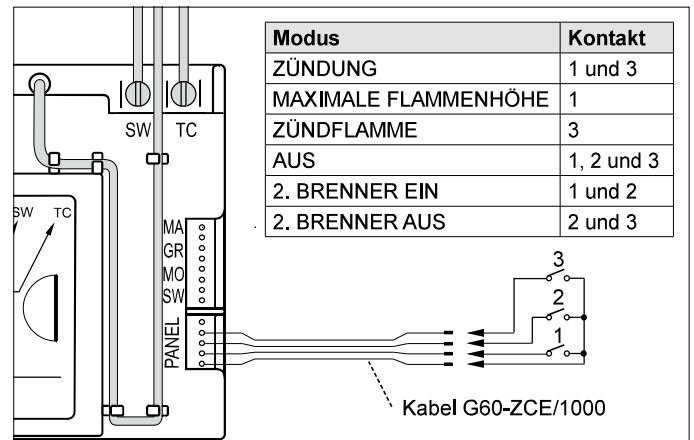 Modus Kontakt
ZÜNDUNG 1 und 3
MAXIMALE FLAMMENHÖHE 1
ZÜNDFLAMME 3
AUS 1, 2 und 3
2. BRENNER EIN 1 und 2
2. BRENNER AUS 2 und 3
SW TC
SW TC
MA
GR
MO
SW
PANEL
3
2
1
Kabel G60-ZCE/1000